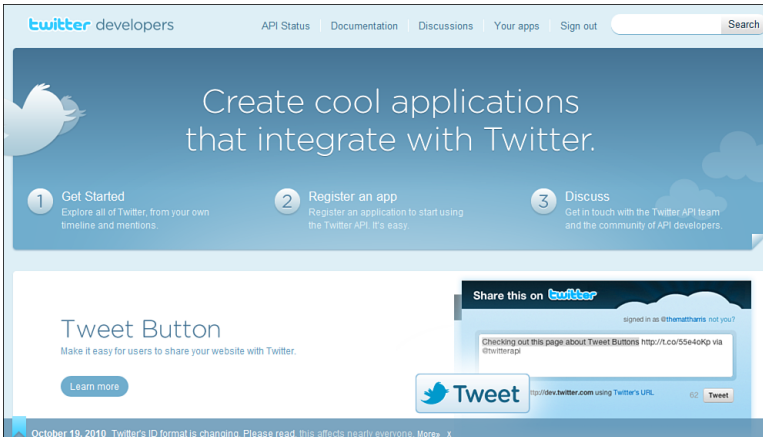 twitter developers
API Status Documentation Discussions Your apps Sign out Search
Create cool applications
that integrate with Twitter.
1 Get Started
Explore all of Twitter, from your own
timeline and mentions.
2 Register an app
Register an application to start using
the Twitter API. It's easy.
3 Discuss
Get in touch with the Twitter API team
and the community of API developers.
Tweet Button
Make it easy for users to share your website with Twitter.
Learn more
Share this on twitter
signed in as @themattharris not you?
Checking out this page about Tweet Buttons http://t.co/55e4oKp via
@twitterapi
http://dev.twitter.com using Twitter's URL 62 Tweet
Tweet
October 19, 2010 Twitter's ID format is changing. Please read, this affects nearly everyone. More» x